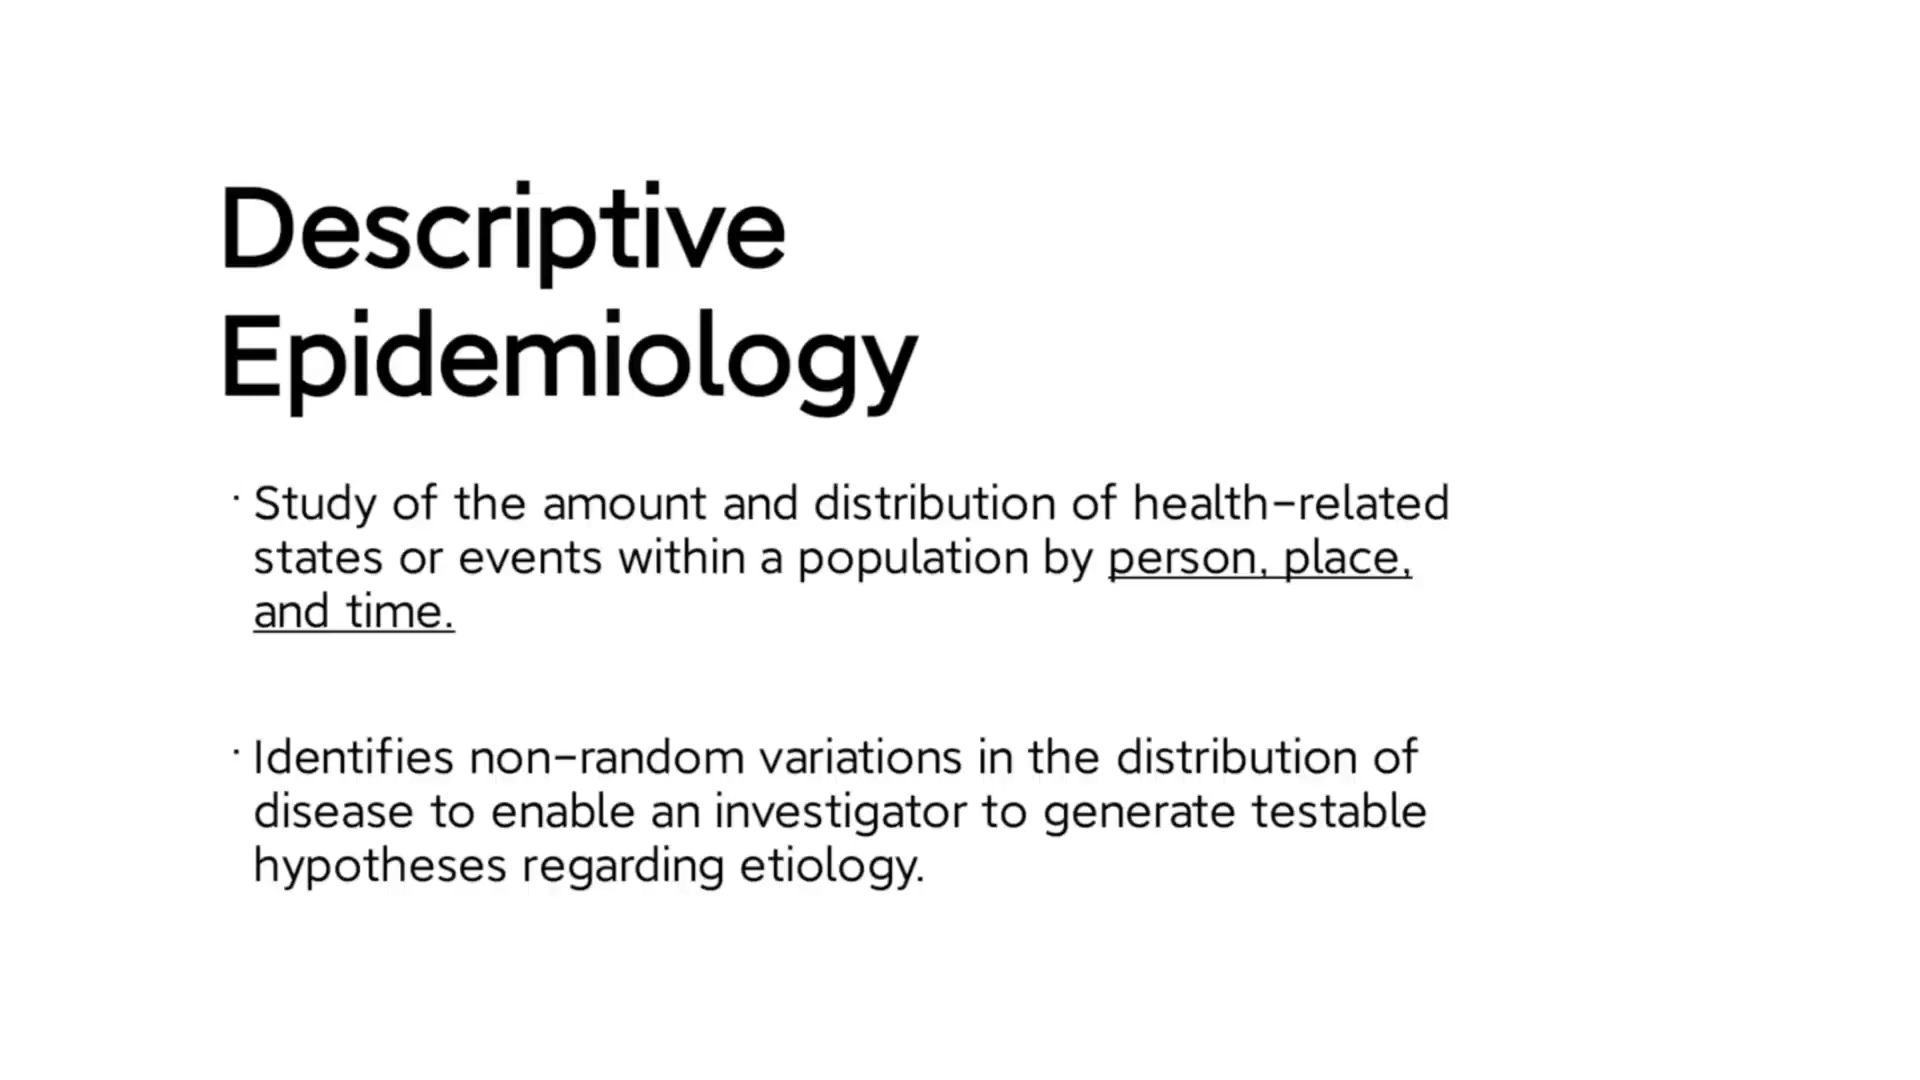 Descriptive
Epidemiology
· Study of the amount and distribution of health-related
states or events within a population by person, place,
and time.
· Identifies non-random variations in the distribution of
disease to enable an investigator to generate testable
hypotheses regarding etiology.